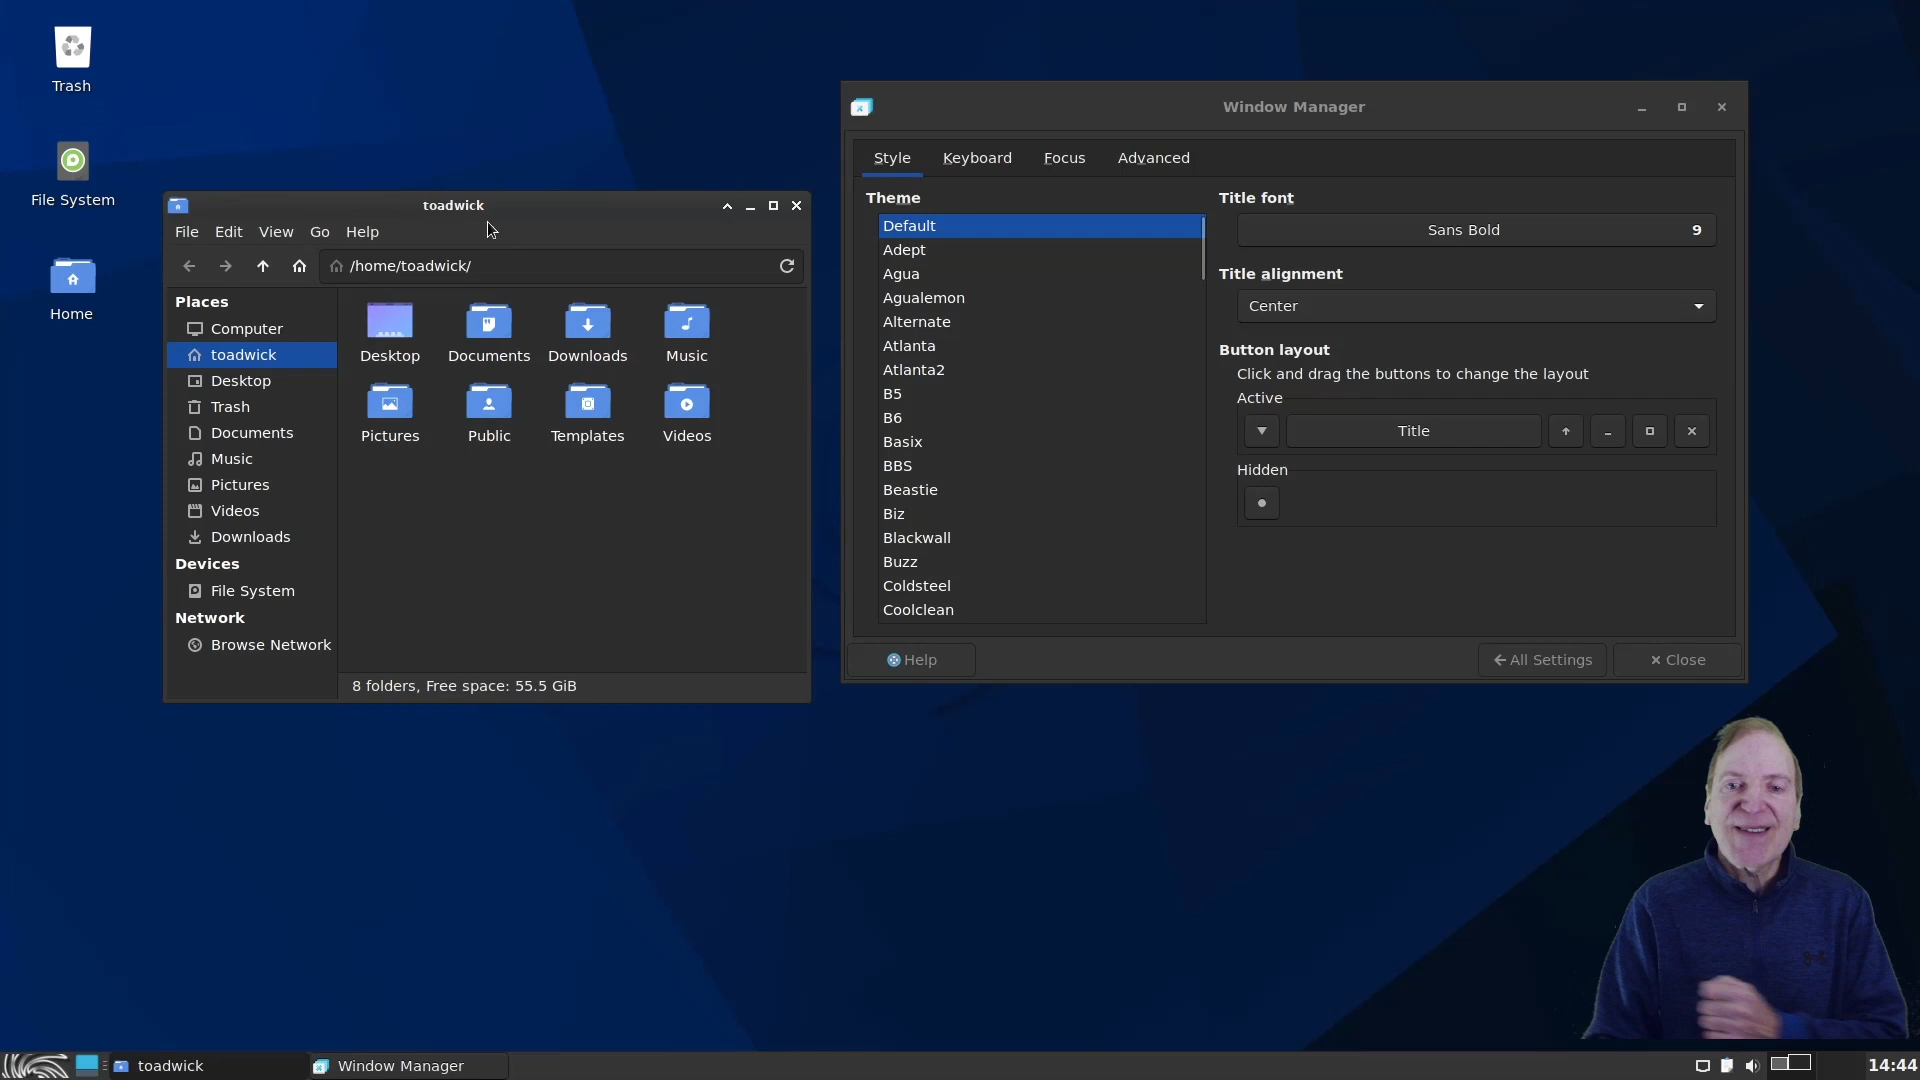 Trash
File System
Home
toadwick
File Edit View Go Help
/home/toadwick/
Places
Computer
toadwick
Desktop
Trash
Documents
Music
Pictures
Videos
Downloads
Devices
File System
Network
Browse Network
Desktop Documents Downloads Music
Pictures Public Templates Videos
8 folders, Free space: 55.5 GiB
Window Manager
Style Keyboard Focus Advanced
Theme
Default
Adept
Agua
Agualemon
Alternate
Atlanta
Atlanta2
B5
B6
Basix
BBS
Beastie
Biz
Blackwall
Buzz
Coldsteel
Coolclean
Title font
Sans Bold 9
Title alignment
Center
Button layout
Click and drag the buttons to change the layout
Active
Title
Hidden
Help
All Settings
Close
toadwick
Window Manager
14:44